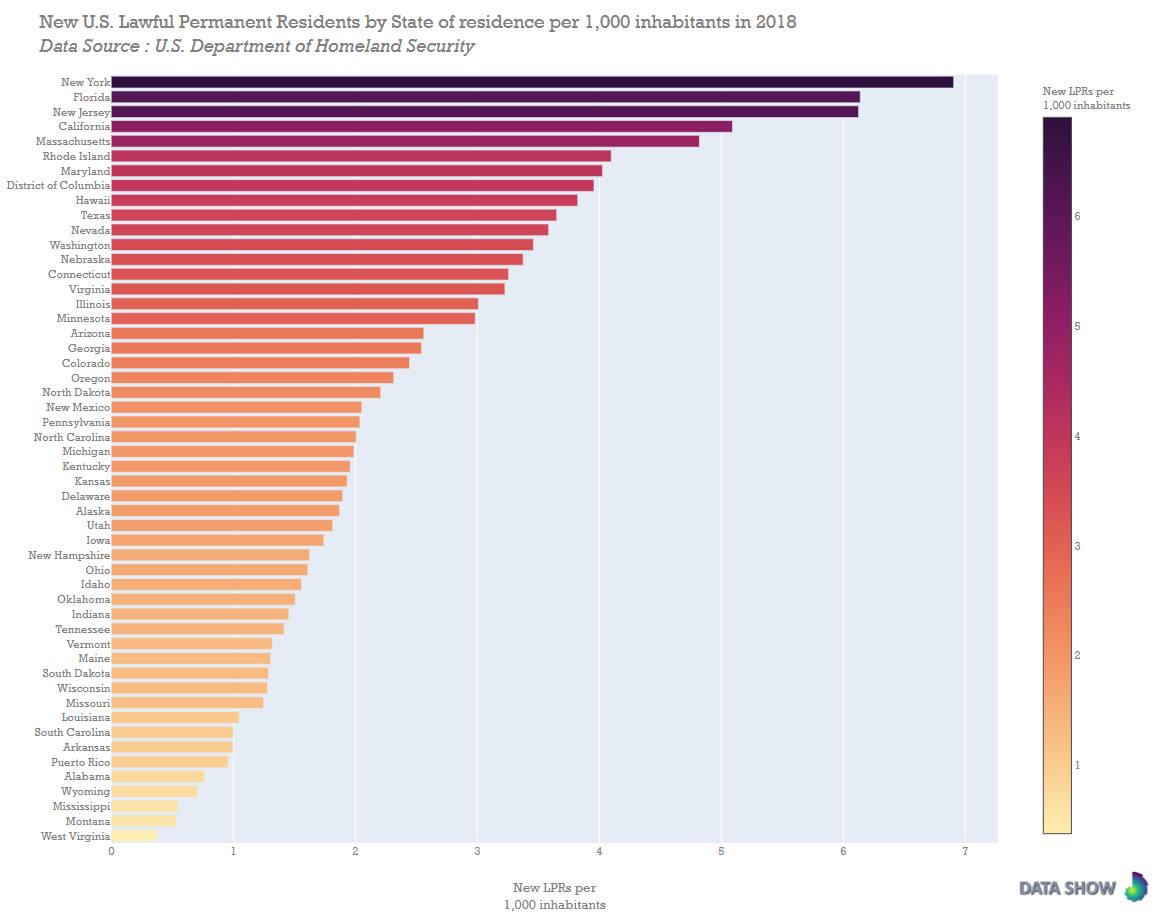 New U.S. Lawful Permanent Residents by State of residence per 1,000 inhabitants in 2018
Data Source : U.S. Department of Homeland Security
New York
Florida
New Jersey
California
Massachusetts
Rhode Island
Maryland
District of Columbia
Hawaii
Texas
Nevada
Washington
Nebraska
Connecticut
Virginia
Illinois
Minnesota
Arizona
Georgia
Colorado
Oregon
North Dakota
New Mexico
Pennsylvania
North Carolina
Michigan
Kentucky
Kansas
Delaware
Alaska
Utah
Iowa
New Hampshire
Ohio
Idaho
Oklahoma
Indiana
Tennessee
Vermont
Maine
South Dakota
Wisconsin
Missouri
Louisiana
South Carolina
Arkansas
Puerto Rico
Alabama
Wyoming
Mississippi
Montana
West Virginia
0 1 2 3 4 5 6 7
New LPRs per
1,000 inhabitants
New LPRs per
1,000 inhabitants
6
5
4
3
2
1
DATA SHOW